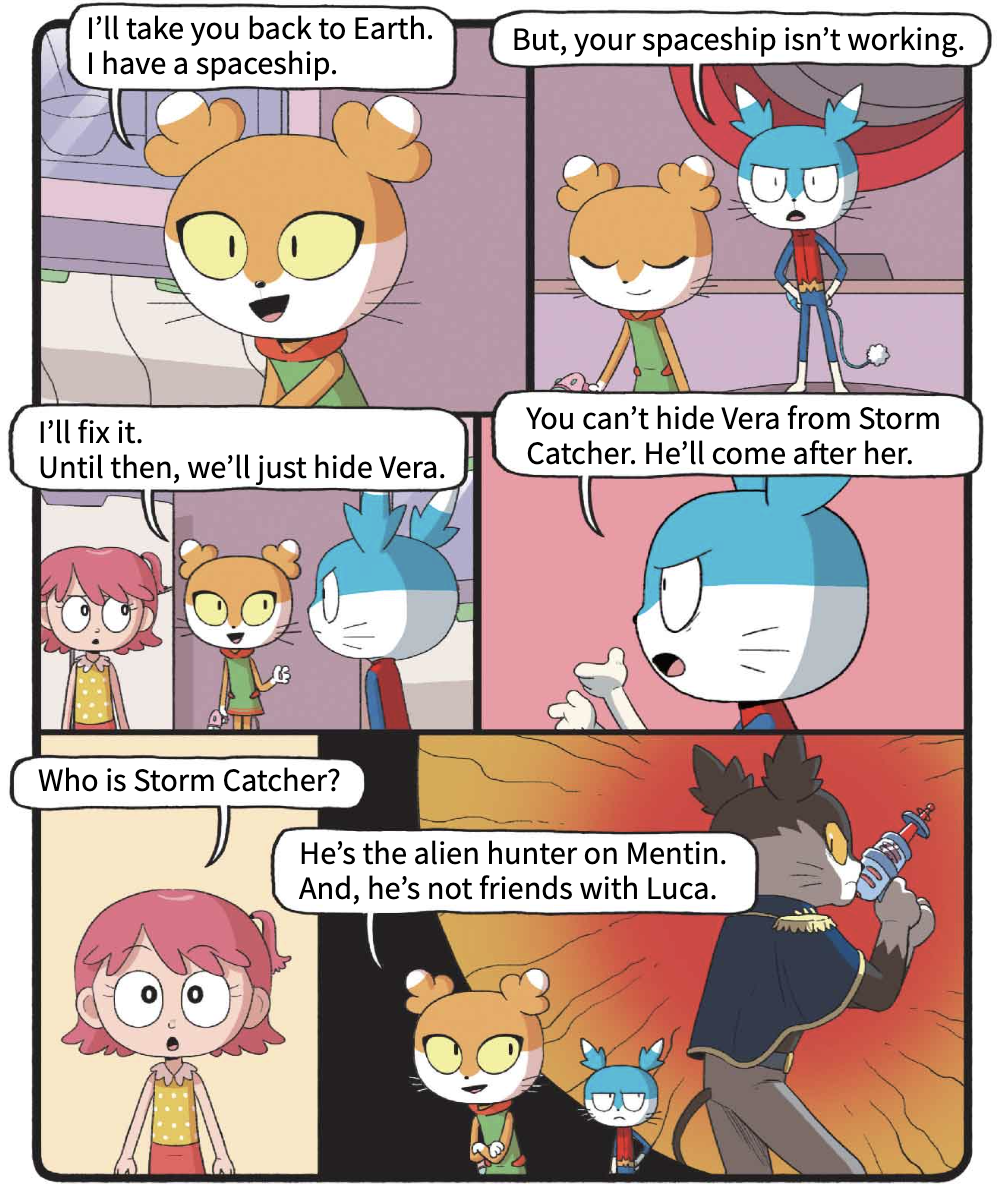 I'll take you back to Earth.
I have a spaceship.
But, your spaceship isn't working.
I'll fix it.
Until then, we'll just hide Vera.
You can't hide Vera from Storm
Catcher. He'll come after her.
Who is Storm Catcher?
He's the alien hunter on Mentin.
And, he's not friends with Luca.